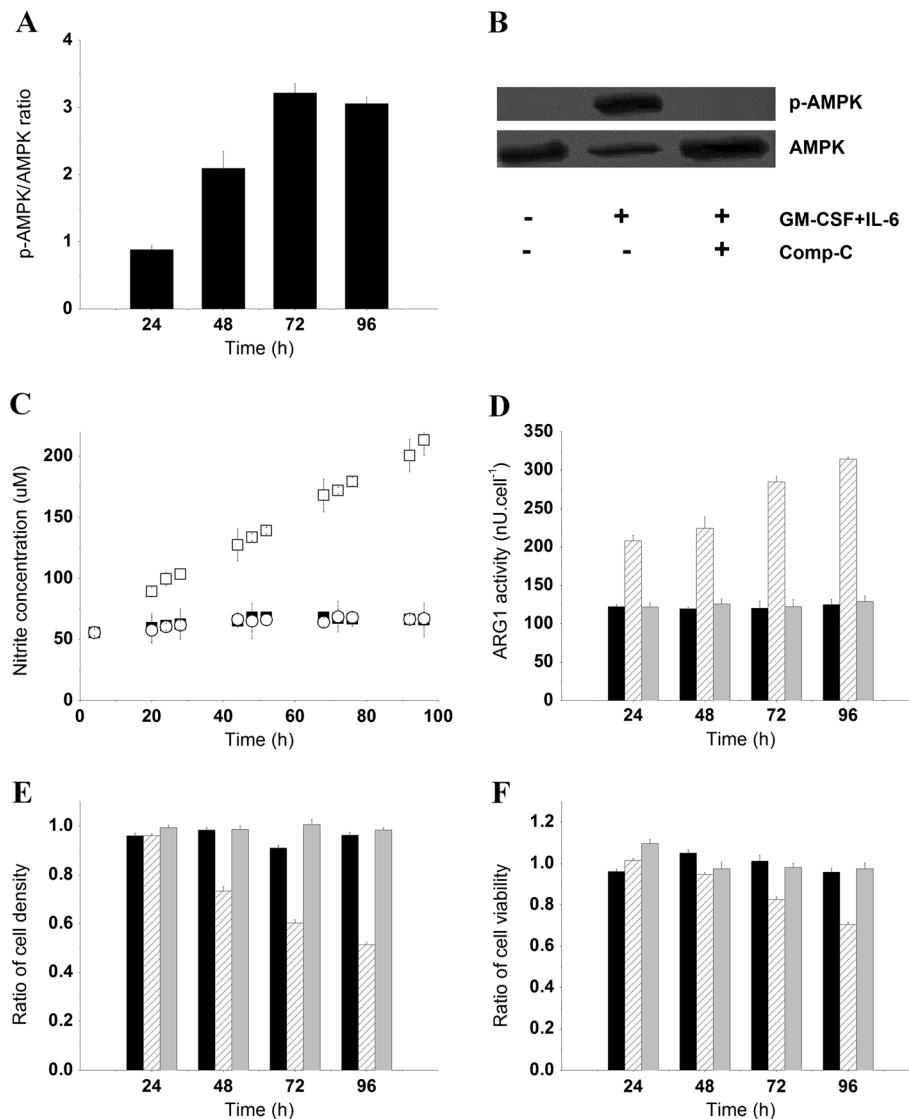 A
p-AMPK/AMPK ratio
4
3
2
1
0
24 48 72 96
Time (h)
B
p-AMPK
AMPK
- + + GM-CSF+IL-6
- - + Comp-C
C
Nitrite concentration (uM)
200
150
100
50
0
0 20 40 60 80 100
Time (h)
D
ARG1 activity (nU.cell⁻¹)
350
300
250
200
150
100
50
0
24 48 72 96
Time (h)
E
Ratio of cell density
1.0
0.8
0.6
0.4
0.2
0.0
24 48 72 96
Time (h)
F
Ratio of cell viability
1.2
1.0
0.8
0.6
0.4
0.2
0.0
24 48 72 96
Time (h)